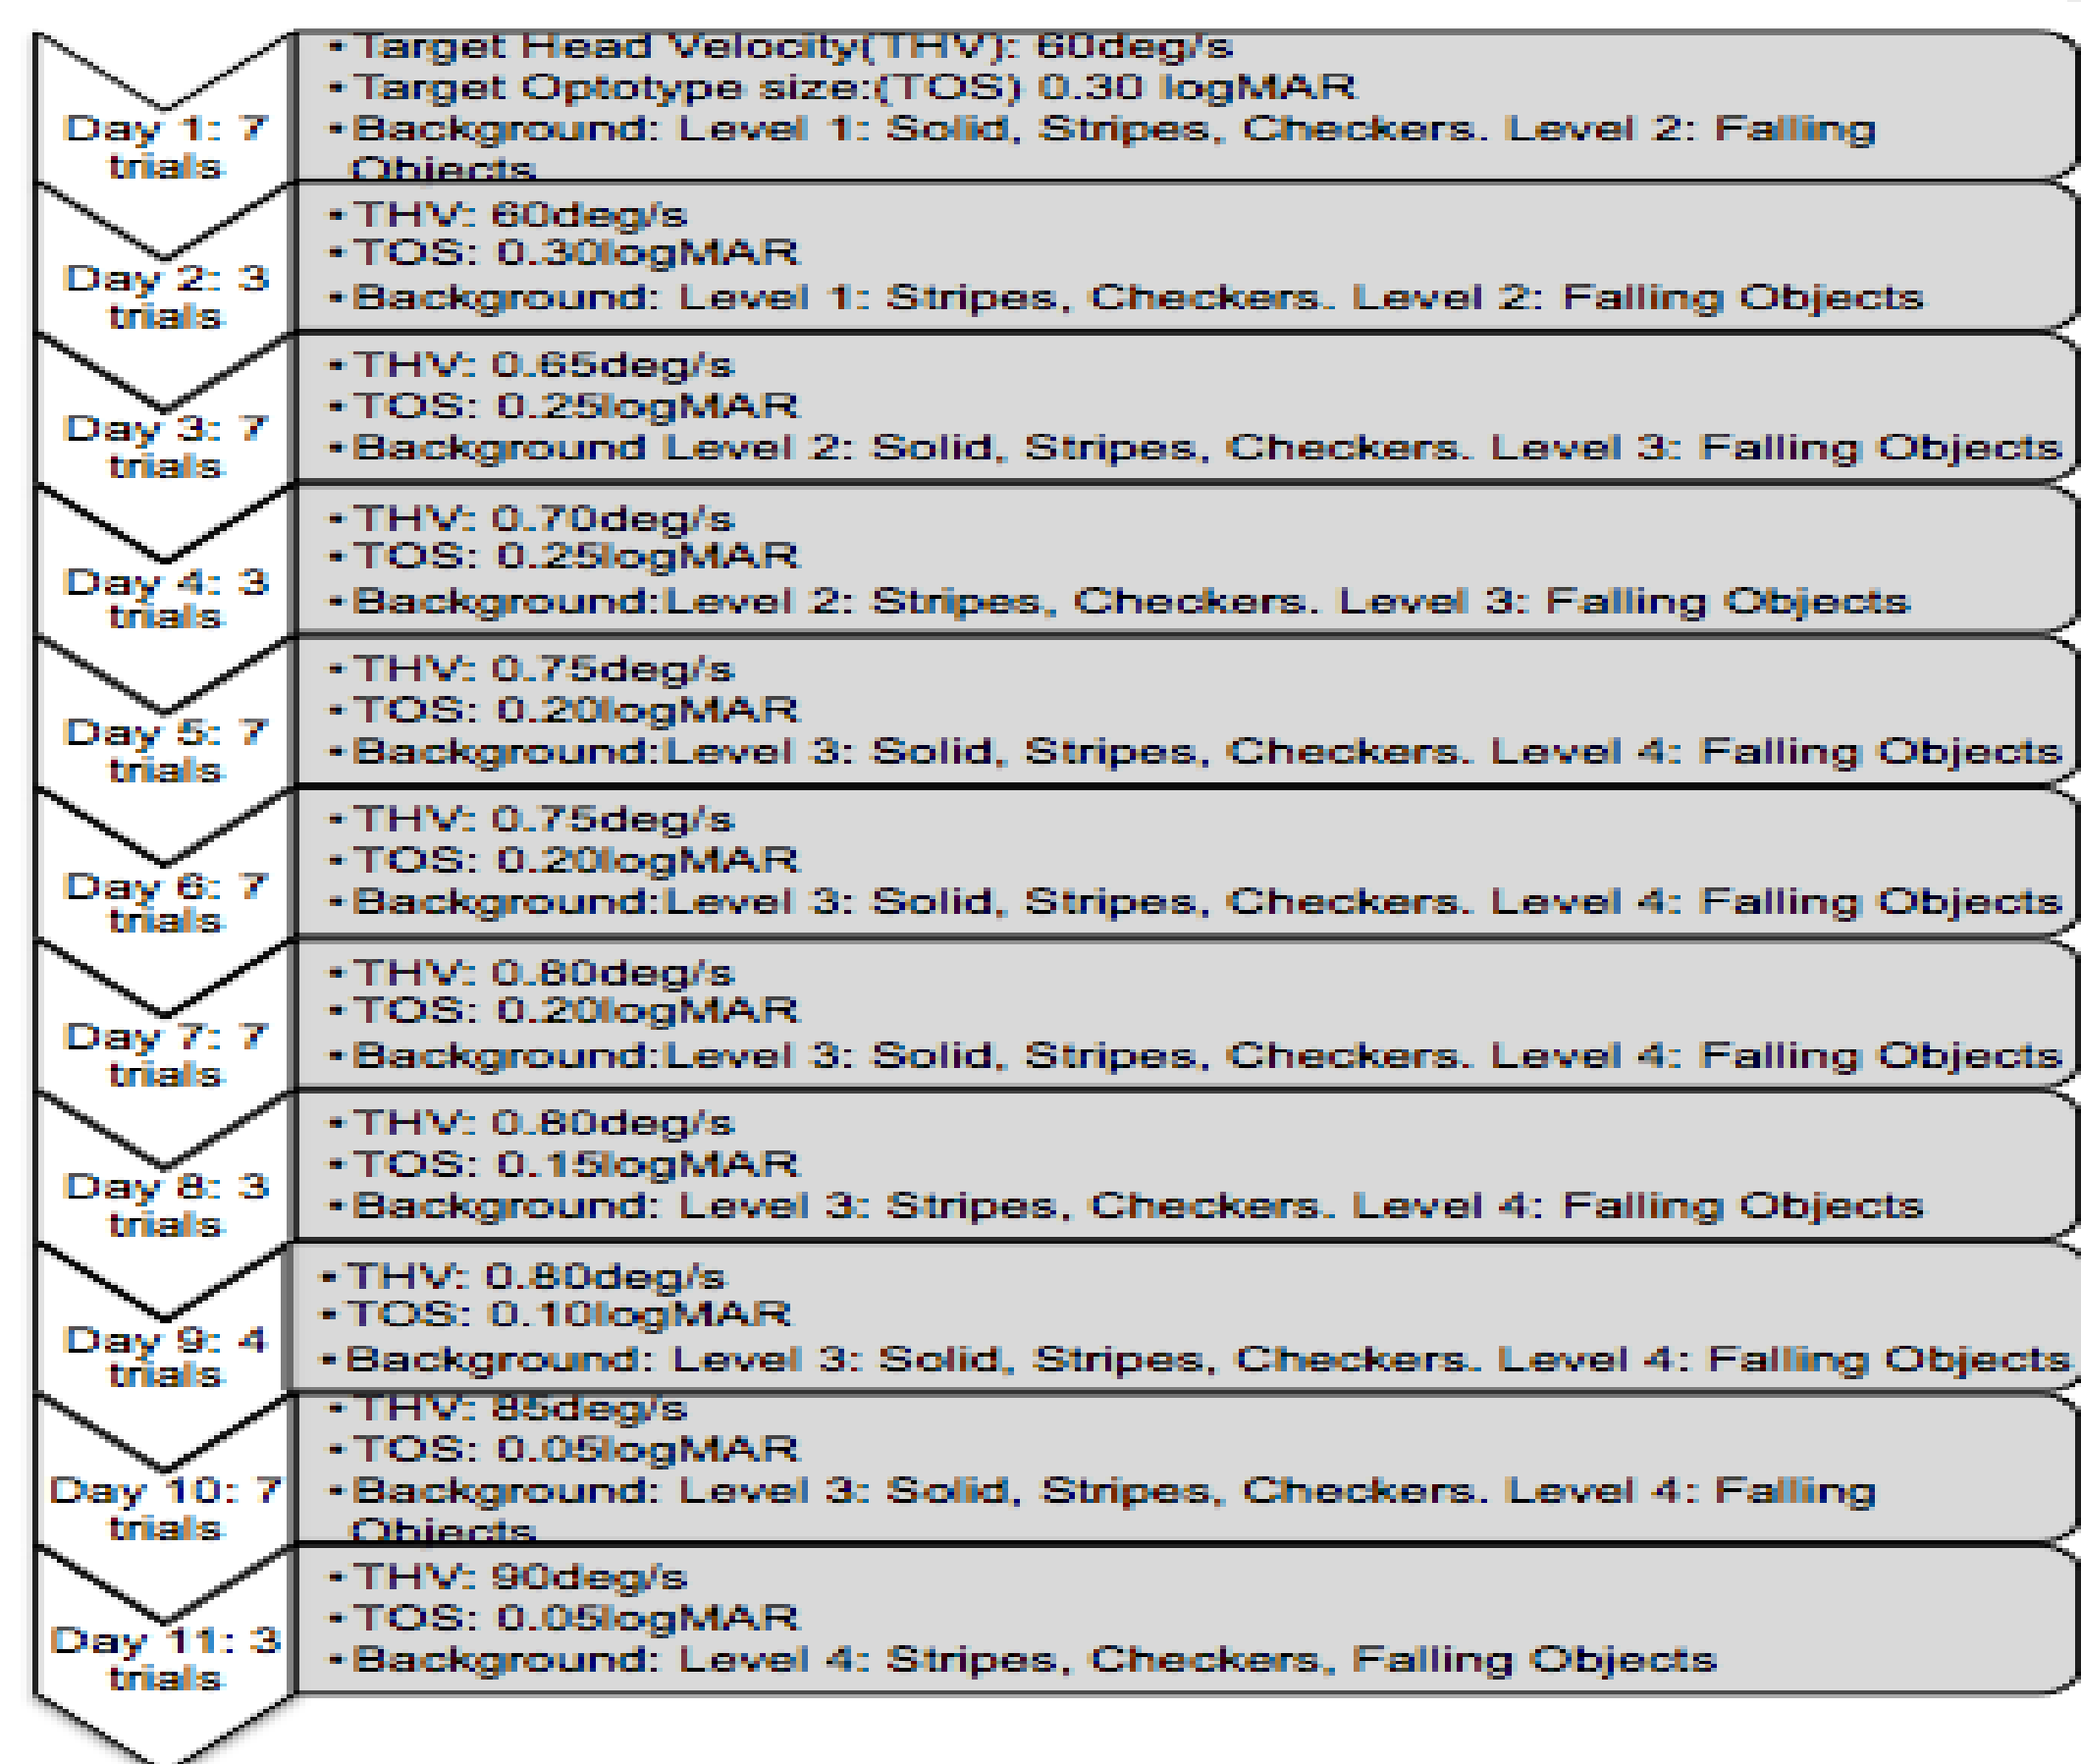 Day 1: 7
trials
•Target Head Velocity(THV): 60deg/s
•Target Optotype size:(TOS) 0.30 logMAR
•Background: Level 1: Solid, Stripes, Checkers. Level 2: Falling
Objects
Day 2: 3
trials
•THV: 60deg/s
•TOS: 0.30logMAR
•Background: Level 1: Stripes, Checkers. Level 2: Falling Objects
Day 3: 7
trials
•THV: 0.65deg/s
•TOS: 0.25logMAR
•Background Level 2: Solid, Stripes, Checkers. Level 3: Falling Objects
Day 4: 3
trials
•THV: 0.70deg/s
•TOS: 0.25logMAR
•Background:Level 2: Stripes, Checkers. Level 3: Falling Objects
Day 5: 7
trials
•THV: 0.75deg/s
•TOS: 0.20logMAR
•Background:Level 3: Solid, Stripes, Checkers. Level 4: Falling Objects
Day 6: 7
trials
•THV: 0.75deg/s
•TOS: 0.20logMAR
•Background:Level 3: Solid, Stripes, Checkers. Level 4: Falling Objects
Day 7: 7
trials
•THV: 0.80deg/s
•TOS: 0.20logMAR
•Background:Level 3: Solid, Stripes, Checkers. Level 4: Falling Objects
Day 8: 3
trials
•THV: 0.80deg/s
•TOS: 0.15logMAR
•Background: Level 3: Stripes, Checkers. Level 4: Falling Objects
Day 9: 4
trials
•THV: 0.80deg/s
•TOS: 0.10logMAR
•Background: Level 3: Solid, Stripes, Checkers. Level 4: Falling Objects
Day 10: 7
trials
•THV: 85deg/s
•TOS: 0.05logMAR
•Background: Level 3: Solid, Stripes, Checkers. Level 4: Falling
Objects
Day 11: 3
trials
•THV: 90deg/s
•TOS: 0.05logMAR
•Background: Level 4: Stripes, Checkers, Falling Objects